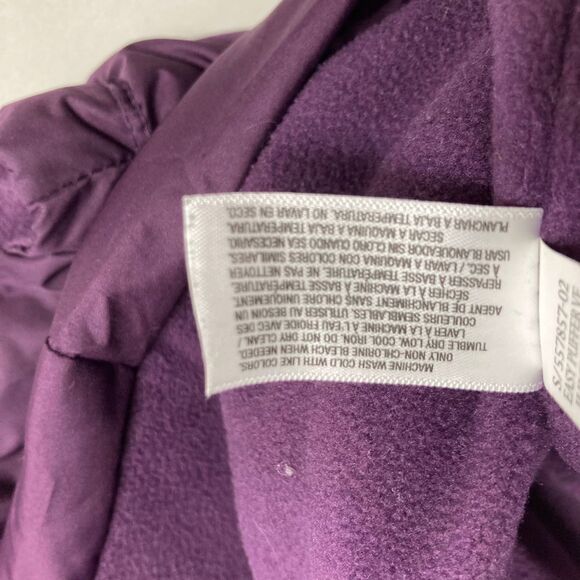 MACHINE WASH COLD WITH LIKE COLORS.
ONLY NON-CHLORINE BLEACH WHEN NEEDED.
TUMBLE DRY LOW. COOL IRON. DO NOT DRY CLEAN. /
LAVER À LA MACHINE À L'EAU FROIDE AVEC DES
COULEURS SEMBLABLES. UTILISER AU BESOIN UN
AGENT DE BLANCHIMENT SANS CHLORE UNIQUEMENT.
SÉCHER À LA MACHINE À BASSE TEMPÉRATURE.
REPASSER À BASSE TEMPÉRATURE. NE PAS NETTOYER
À SEC. / LAVAR A MAQUINA CON COLORES SIMILARES.
USAR BLANQUEADOR SIN CLORO CUANDO SEA NECESARIO.
SECAR A MAQUINA A BAJA TEMPERATURA.
PLANCHAR A BAJA TEMPERATURA. NO LAVAR EN SECO.
S/-557857-02